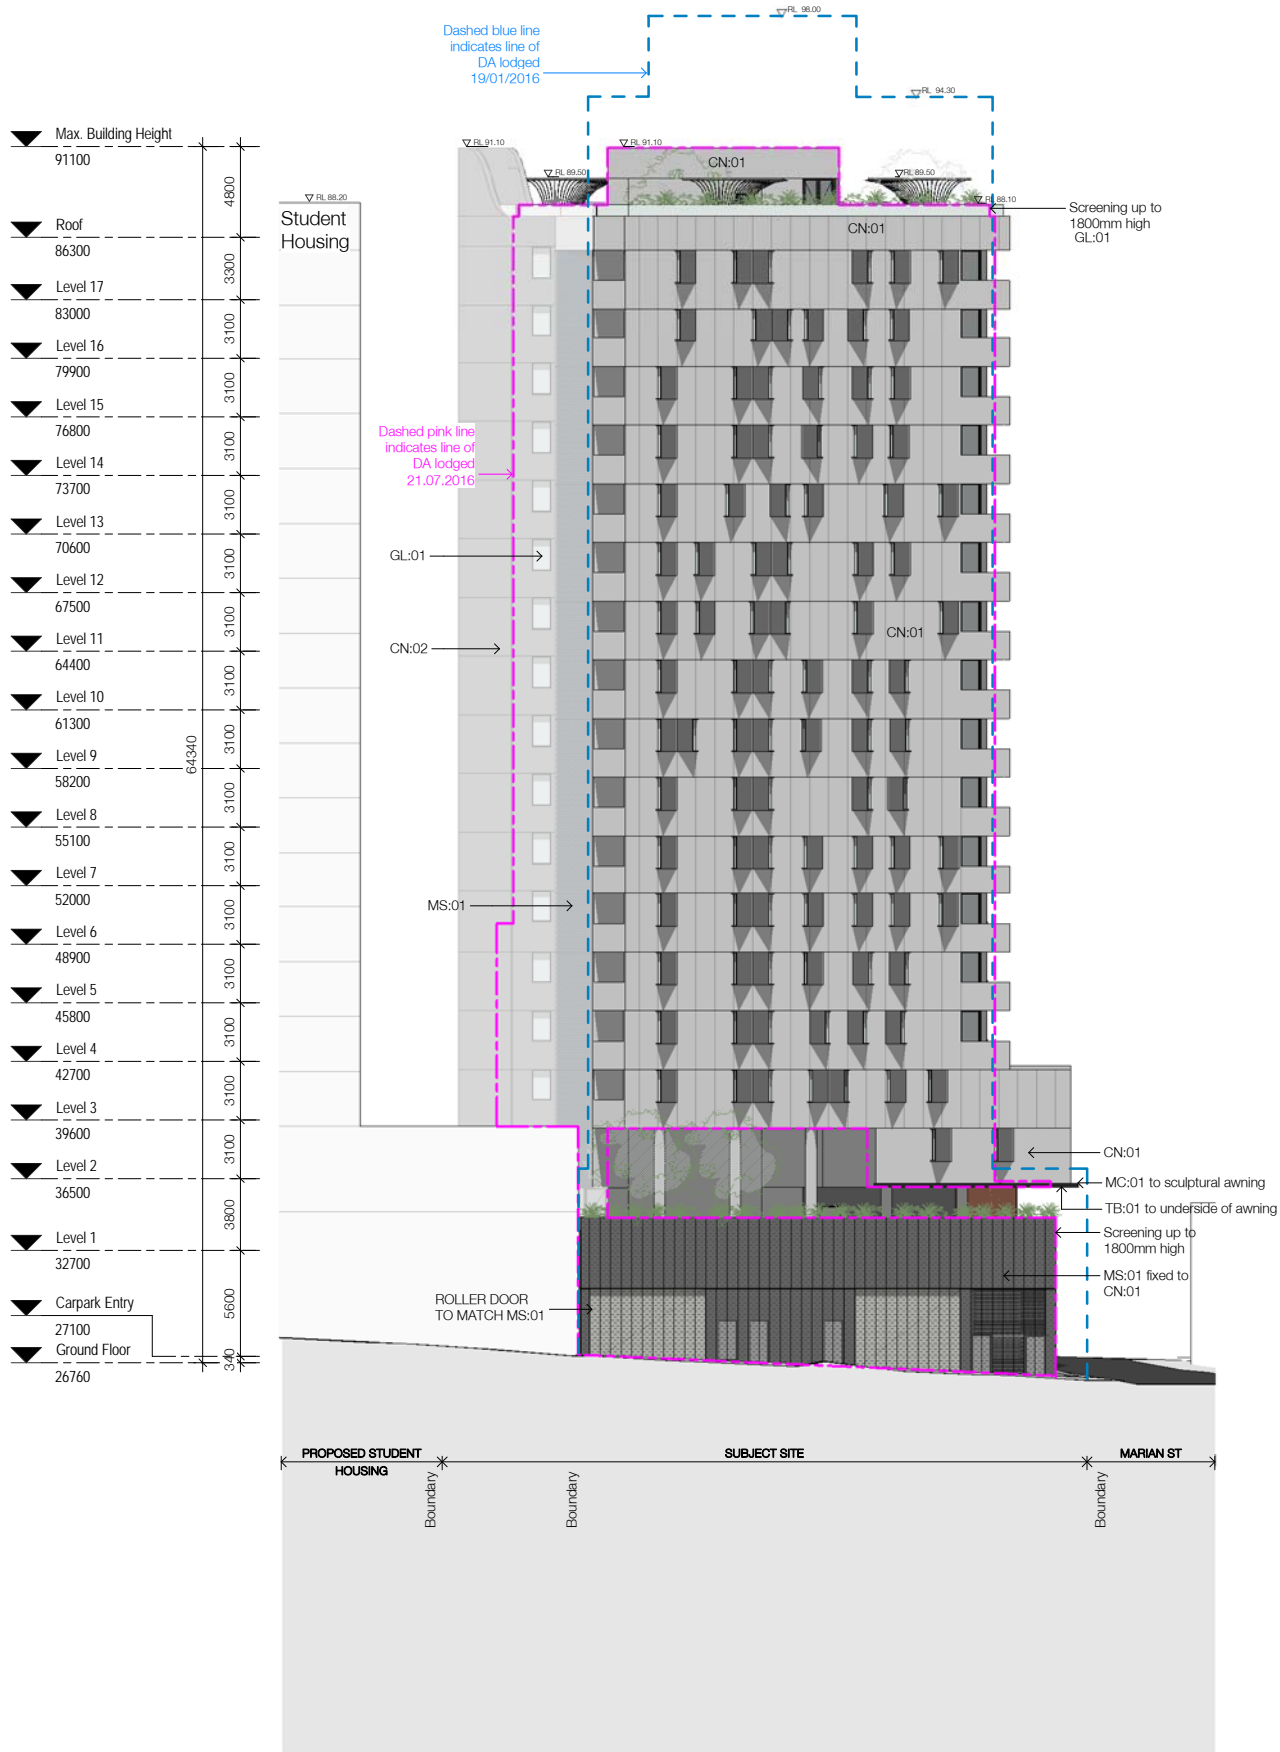 RL 98.00
Dashed blue line
indicates line of
DA lodged
19/01/2016
RL 94.30
Max. Building Height
91100
RL 91.10
RL 91.10
CN:01
RL 89.50
RL 89.50
4800
RL 88.20
RL 88.10
Student
Housing
Screening up to
1800mm high
GL:01
CN:01
Roof
86300
3300
Level 17
83000
3100
Level 16
79900
3100
Level 15
76800
3100
Dashed pink line
indicates line of
DA lodged
21.07.2016
Level 14
73700
3100
Level 13
70600
3100
GL:01
Level 12
67500
3100
CN:01
Level 11
64400
CN:02
3100
Level 10
61300
3100
64340
Level 9
58200
3100
Level 8
55100
3100
Level 7
52000
3100
MS:01
Level 6
48900
3100
Level 5
45800
3100
Level 4
42700
3100
Level 3
39600
3100
CN:01
Level 2
36500
MC:01 to sculptural awning
TB:01 to underside of awning
3800
Screening up to
1800mm high
Level 1
32700
MS:01 fixed to
CN:01
5600
ROLLER DOOR
TO MATCH MS:01
Carpark Entry
27100
Ground Floor
26760
340
PROPOSED STUDENT
HOUSING
SUBJECT SITE
MARIAN ST
Boundary
Boundary
Boundary